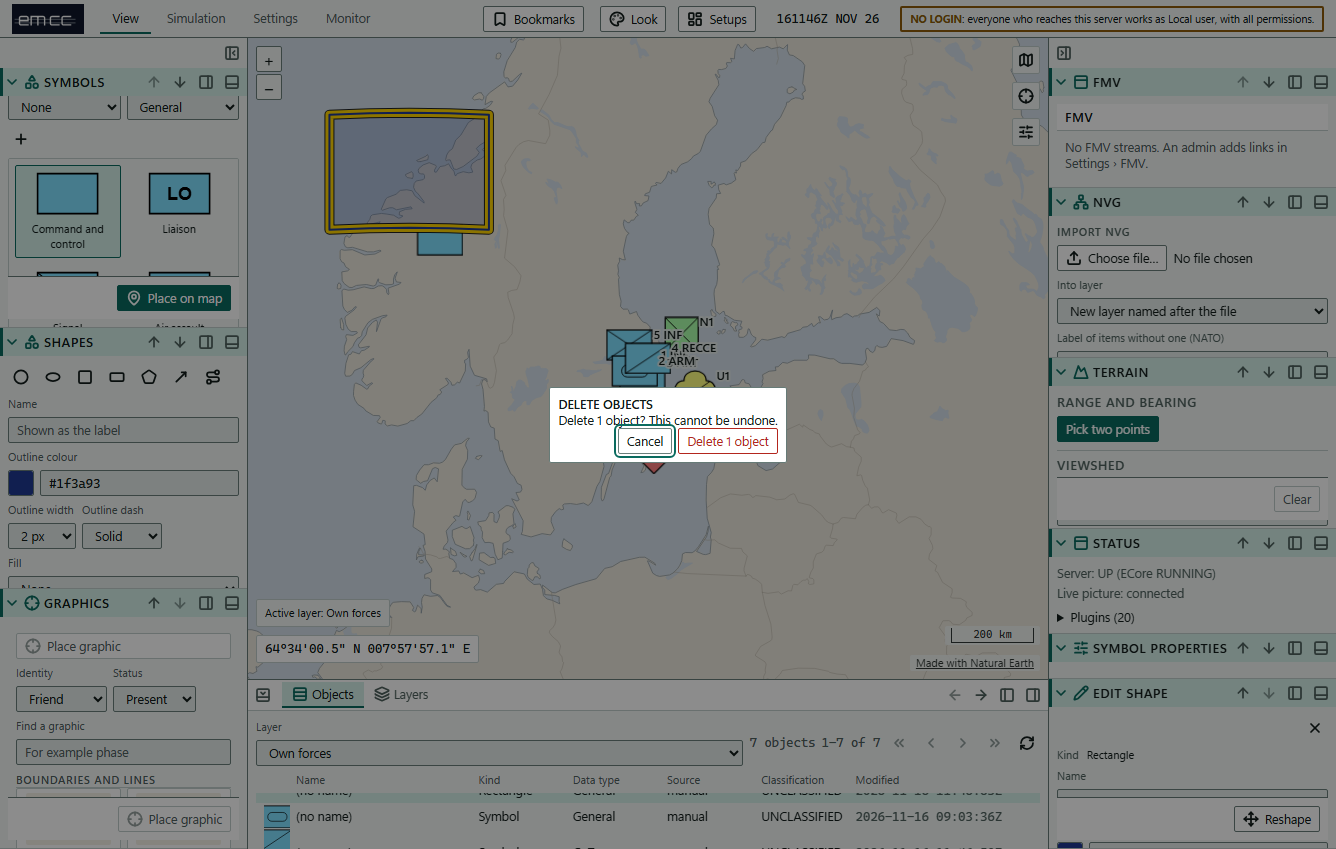 em·cc
View
Simulation
Settings
Monitor
Bookmarks
Look
Setups
161146Z NOV 26
NO LOGIN: everyone who reaches this server works as Local user, with all permissions.
SYMBOLS
None
General
+
LO
Command and
control
Liaison
Place on map
SHAPES
Name
Shown as the label
Outline colour
#1f3a93
Outline width
Outline dash
2 px
Solid
Fill
GRAPHICS
Place graphic
Identity
Status
Friend
Present
Find a graphic
For example phase
BOUNDARIES AND LINES
Place graphic
+
−
N1
5 INF
4 RECCE
2 ARM
U1
DELETE OBJECTS
Delete 1 object? This cannot be undone.
Cancel
Delete 1 object
Active layer: Own forces
64°34'00.5" N 007°57'57.1" E
200 km
Made with Natural Earth
Objects
Layers
Layer
Own forces
7 objects 1–7 of 7
Name
Kind
Data type
Source
Classification
Modified
(no name)
Symbol
General
manual
UNCLASSIFIED
2026-11-16 09:03:36Z
FMV
FMV
No FMV streams. An admin adds links in
Settings › FMV.
NVG
IMPORT NVG
Choose file...
No file chosen
Into layer
New layer named after the file
Label of items without one (NATO)
TERRAIN
RANGE AND BEARING
Pick two points
VIEWSHED
Clear
STATUS
Server: UP (ECore RUNNING)
Live picture: connected
Plugins (20)
SYMBOL PROPERTIES
EDIT SHAPE
Kind Rectangle
Name
Reshape